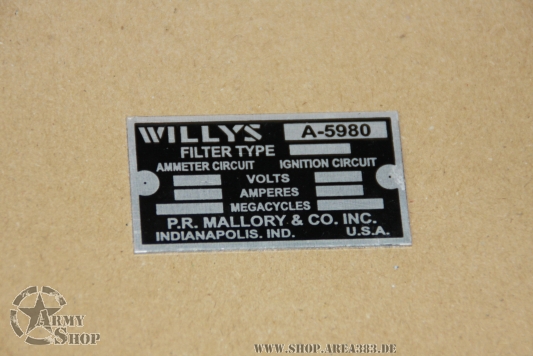 WILLYS A-5980
FILTER TYPE
AMMETER CIRCUIT IGNITION CIRCUIT
VOLTS
AMPERES
MEGACYCLES
P.R. MALLORY & CO. INC.
INDIANAPOLIS. IND. U.S.A.
ARMY
SHOP
WWW.SHOP.AREA383.DE